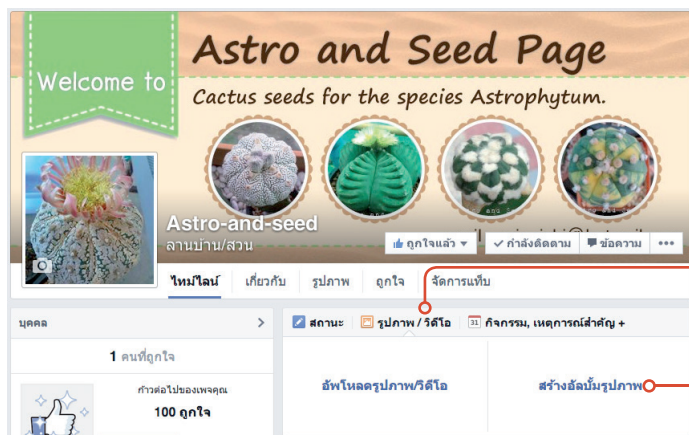 Welcome to
Astro and Seed Page
Cactus seeds for the species Astrophytum.
Astro-and-seed
ลานบ้าน/สวน
ถูกใจแล้ว
กำลังติดตาม
ข้อความ
ไทม์ไลน์ เกี่ยวกับ รูปภาพ ถูกใจ จัดการแท็บ
บุคคล
1 คนที่ถูกใจ
ก้าวต่อไปของเพจคุณ
100 ถูกใจ
สถานะ รูปภาพ / วิดีโอ 31 กิจกรรม, เหตุการณ์สำคัญ +
อัพโหลดรูปภาพ/วิดีโอ สร้างอัลบั้มรูปภาพ